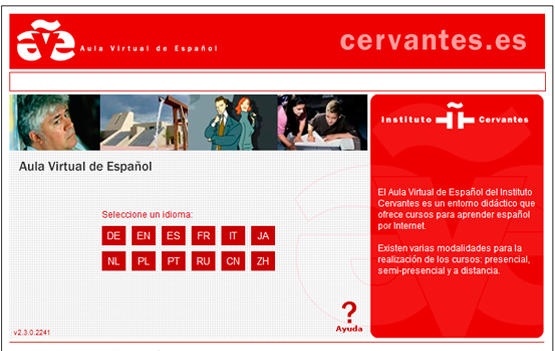 ave Aula Virtual de Español
cervantes.es
Instituto Cervantes
Aula Virtual de Español
El Aula Virtual de Español del Instituto
Cervantes es un entorno didáctico que
ofrece cursos para aprender español
por Internet.
Existen varias modalidades para la
realización de los cursos: presencial,
semi-presencial y a distancia.
Seleccione un idioma:
DE EN ES FR IT JA
NL PL PT RU CN ZH
?
Ayuda
v2.3.0.2241